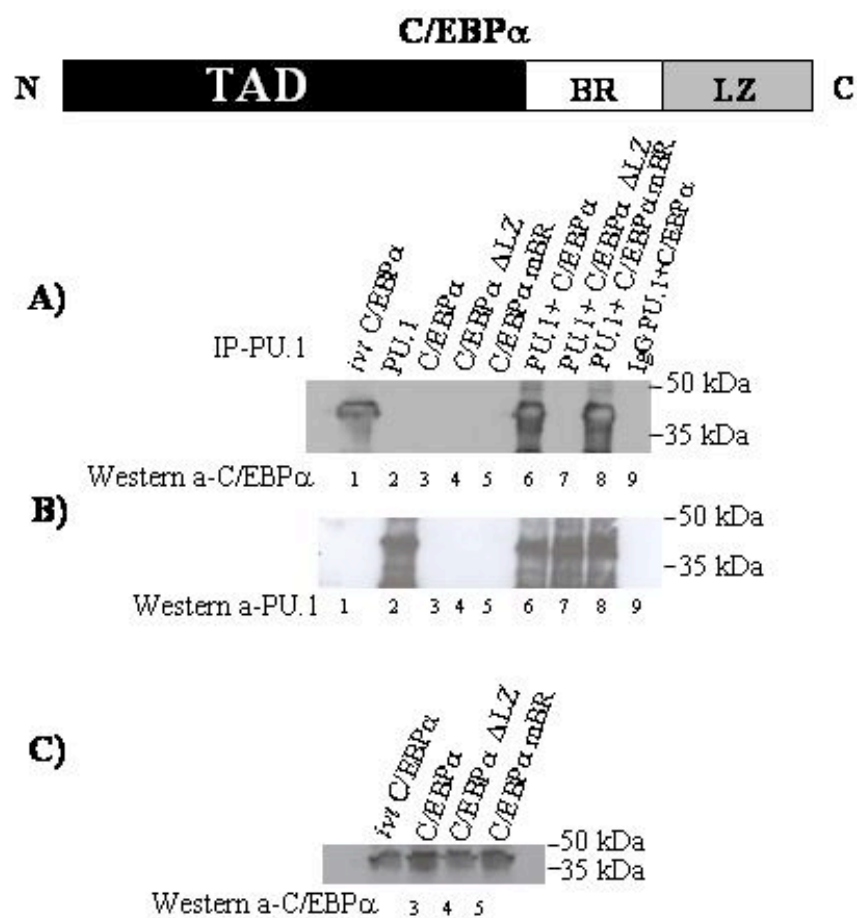 C/EBPα
N TAD BR LZ C
A)
IP-PU.1
ivt C/EBPα
PU.1
C/EBPα
C/EBPα ΔLZ
C/EBPα mBR
PU.1+ C/EBPα
PU.1+ C/EBPα ΔLZ
PU.1+ C/EBPα mBR
IgG PU.1+C/EBPα
-50 kDa
-35 kDa
Western a-C/EBPα 1 2 3 4 5 6 7 8 9
B)
-50 kDa
-35 kDa
Western a-PU.1 1 2 3 4 5 6 7 8 9
C)
ivt C/EBPα
C/EBPα
C/EBPα ΔLZ
C/EBPα mBR
-50 kDa
-35 kDa
Western a-C/EBPα 3 4 5